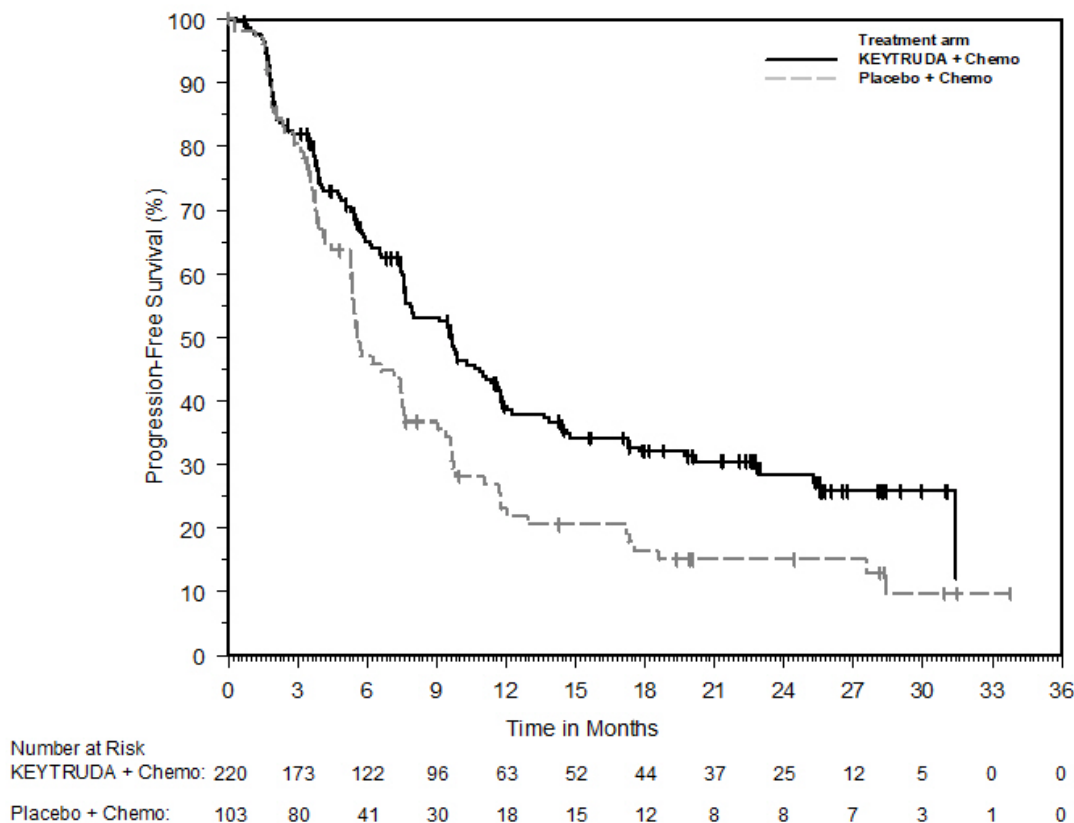 Treatment arm
KEYTRUDA + Chemo
Placebo + Chemo
Progression-Free Survival (%)
100
90
80
70
60
50
40
30
20
10
0
0 3 6 9 12 15 18 21 24 27 30 33 36
Time in Months
Number at Risk
KEYTRUDA + Chemo: 220 173 122 96 63 52 44 37 25 12 5 0 0
Placebo + Chemo: 103 80 41 30 18 15 12 8 8 7 3 1 0